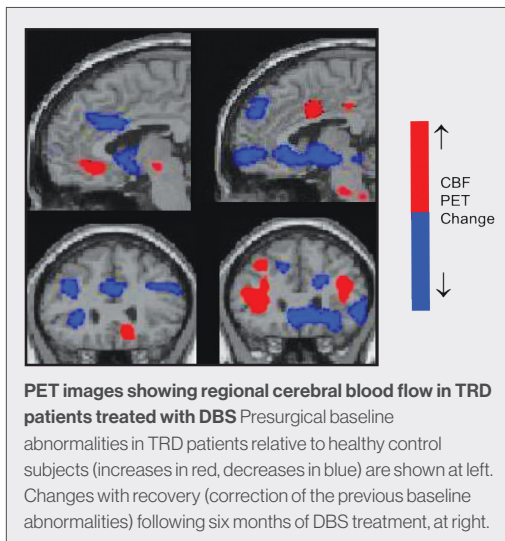 CBF
PET
Change
PET images showing regional cerebral blood flow in TRD
patients treated with DBS Presurgical baseline
abnormalities in TRD patients relative to healthy control
subjects (increases in red, decreases in blue) are shown at left.
Changes with recovery (correction of the previous baseline
abnormalities) following six months of DBS treatment, at right.